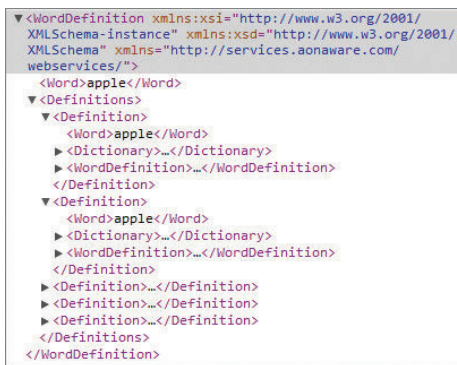 ▼<WordDefinition xmlns:xsi="http://www.w3.org/2001/
XMLSchema-instance" xmlns:xsd="http://www.w3.org/2001/
XMLSchema" xmlns="http://services.aonaware.com/
webservices/">
<Word>apple</Word>
▼<Definitions>
▼<Definition>
<Word>apple</Word>
▶<Dictionary>…</Dictionary>
▶<WordDefinition>…</WordDefinition>
</Definition>
▼<Definition>
<Word>apple</Word>
▶<Dictionary>…</Dictionary>
▶<WordDefinition>…</WordDefinition>
</Definition>
▶<Definition>…</Definition>
▶<Definition>…</Definition>
▶<Definition>…</Definition>
</Definitions>
</WordDefinition>